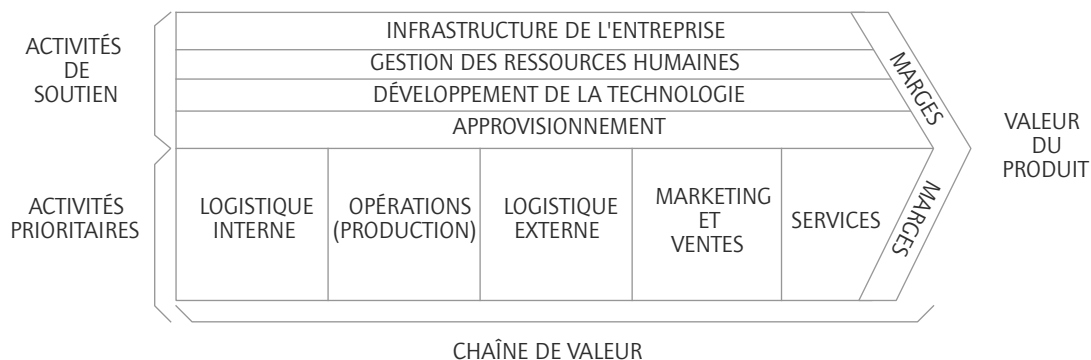 ACTIVITÉS
DE
SOUTIEN
INFRASTRUCTURE DE L'ENTREPRISE
GESTION DES RESSOURCES HUMAINES
DÉVELOPPEMENT DE LA TECHNOLOGIE
APPROVISIONNEMENT
MARGES
VALEUR
DU
PRODUIT
ACTIVITÉS
PRIORITAIRES
LOGISTIQUE
INTERNE
OPÉRATIONS
(PRODUCTION)
LOGISTIQUE
EXTERNE
MARKETING
ET
VENTES
SERVICES
MARGES
CHAÎNE DE VALEUR